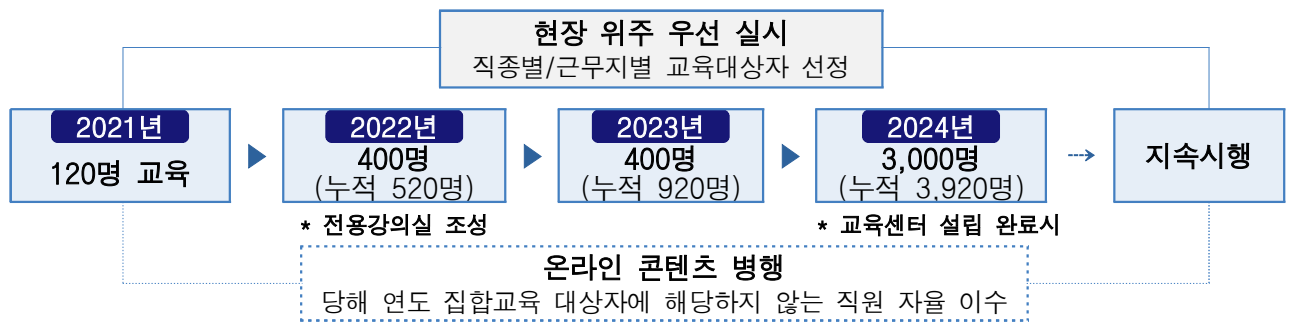 현장 위주 우선 실시
직종별/근무지별 교육대상자 선정
2021년
120명 교육
2022년
400명
(누적 520명)
* 전용강의실 조성
2023년
400명
(누적 920명)
2024년
3,000명
(누적 3,920명)
* 교육센터 설립 완료시
지속시행
온라인 콘텐츠 병행
당해 연도 집합교육 대상자에 해당하지 않는 직원 자율 이수